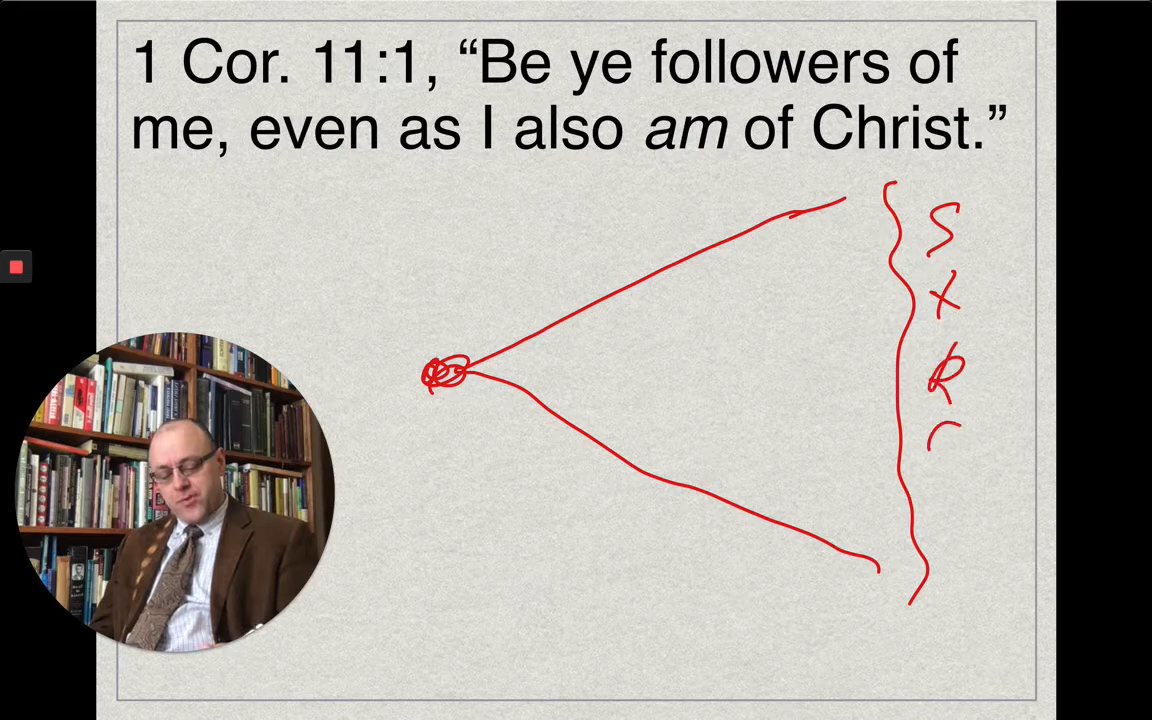 1 Cor. 11:1, “Be ye followers of
me, even as I also am of Christ.”
S
X
R